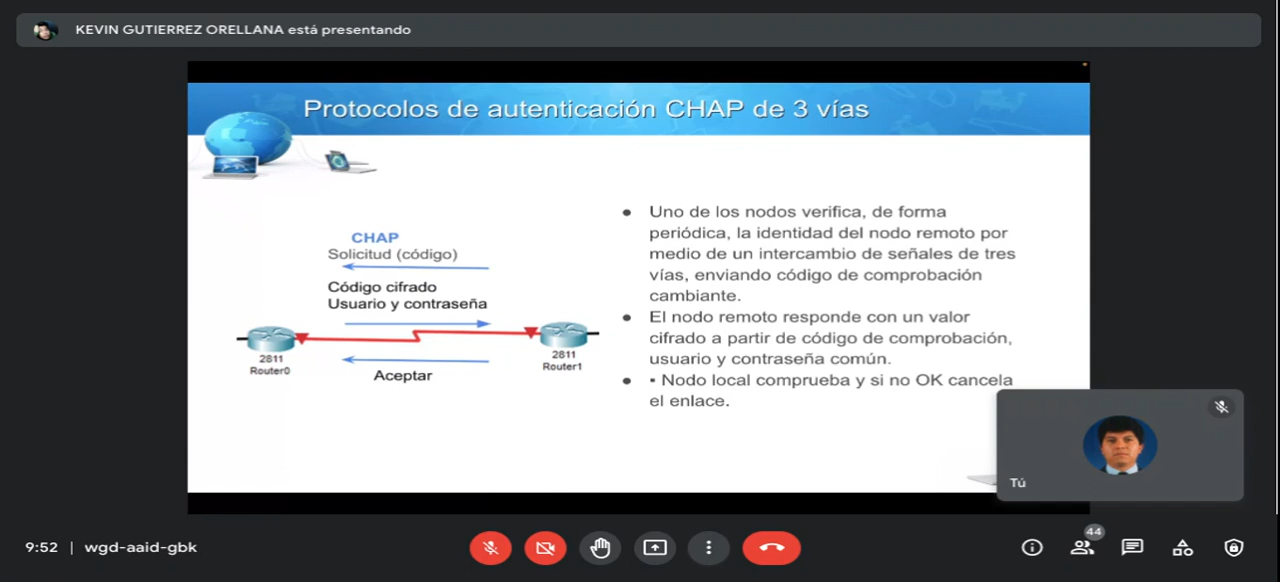 KEVIN GUTIERREZ ORELLANA está presentando
Protocolos de autenticación CHAP de 3 vías
CHAP
Solicitud (código)
Código cifrado
Usuario y contraseña
2811
Router0
2811
Router1
Aceptar
● Uno de los nodos verifica, de forma
periódica, la identidad del nodo remoto por
medio de un intercambio de señales de tres
vías, enviando código de comprobación
cambiante.
● El nodo remoto responde con un valor
cifrado a partir de código de comprobación,
usuario y contraseña común.
● ▪ Nodo local comprueba y si no OK cancela
el enlace.
Tú
9:52 | wgd-aaid-gbk
44